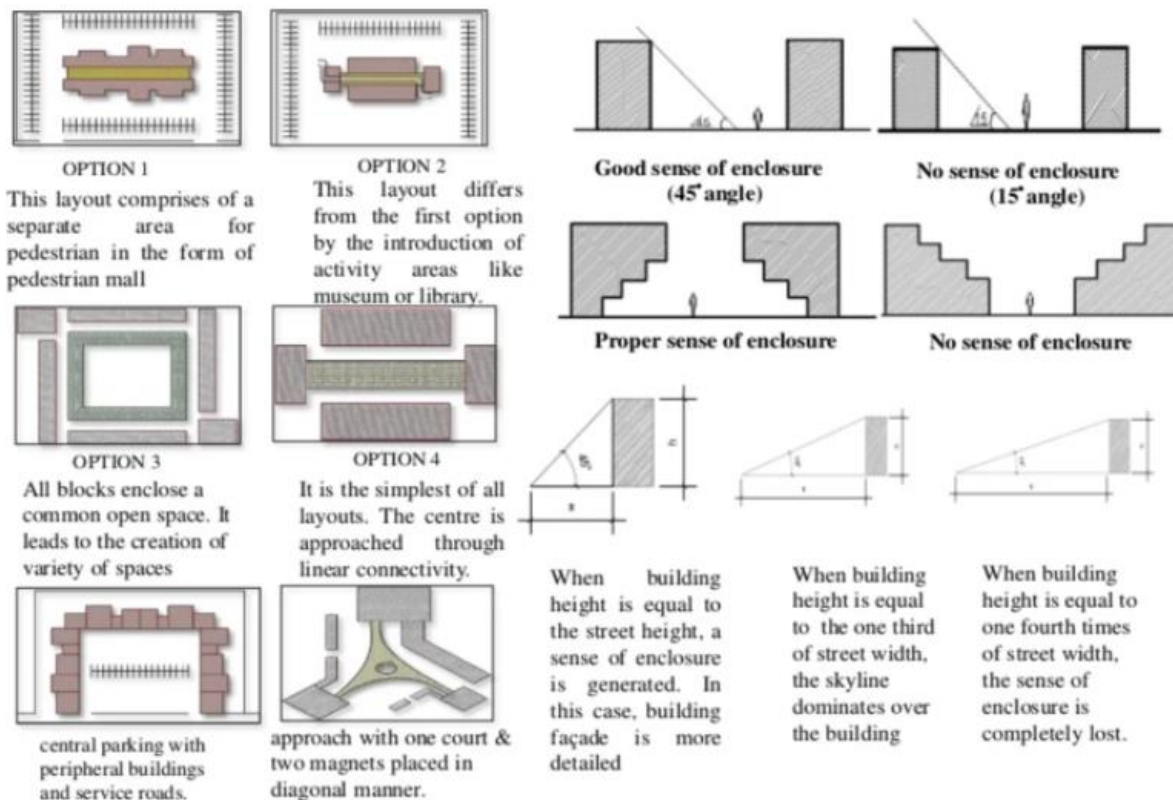 OPTION 1
This layout comprises of a
separate area for
pedestrian in the form of
pedestrian mall
OPTION 2
This layout differs
from the first option
by the introduction of
activity areas like
museum or library.
OPTION 3
All blocks enclose a
common open space. It
leads to the creation of
variety of spaces
OPTION 4
It is the simplest of all
layouts. The centre is
approached through
linear connectivity.
central parking with
peripheral buildings
and service roads.
approach with one court &
two magnets placed in
diagonal manner.
Good sense of enclosure
(45° angle)
No sense of enclosure
(15° angle)
Proper sense of enclosure
No sense of enclosure
45°
h
When building
height is equal to
the street height, a
sense of enclosure
is generated. In
this case, building
façade is more
detailed
When building
height is equal
to the one third
of street width,
the skyline
dominates over
the building
When building
height is equal to
one fourth times
of street width,
the sense of
enclosure is
completely lost.